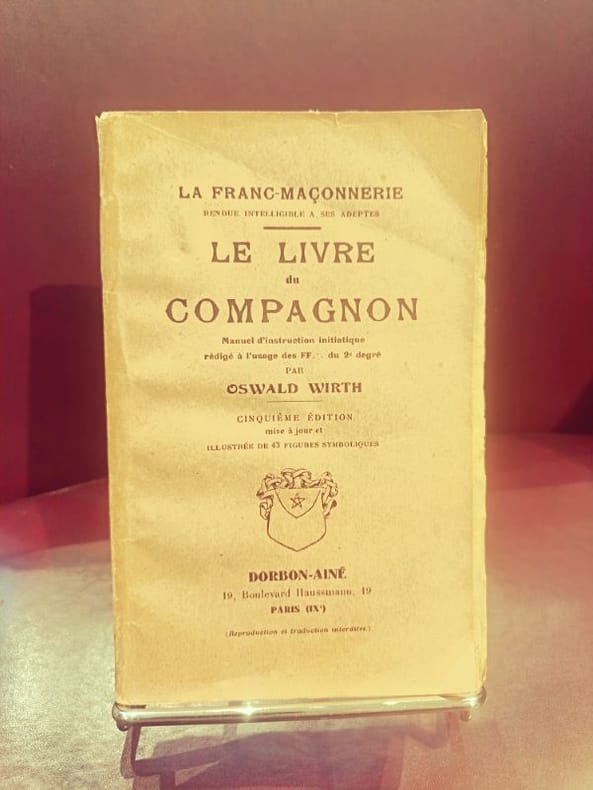 LA FRANC-MAÇONNERIE
RENDUE INTELLIGIBLE A SES ADEPTES
LE LIVRE
du
COMPAGNON
Manuel d'instruction initiatique
rédigé à l'usage des FF∴ du 2e degré
PAR
OSWALD WIRTH
CINQUIÈME ÉDITION
mise à jour et
ILLUSTRÉE DE 43 FIGURES SYMBOLIQUES
DORBON-AINÉ
19, Boulevard Haussmann, 19
PARIS (IXe)
(Reproduction et traduction interdites.)